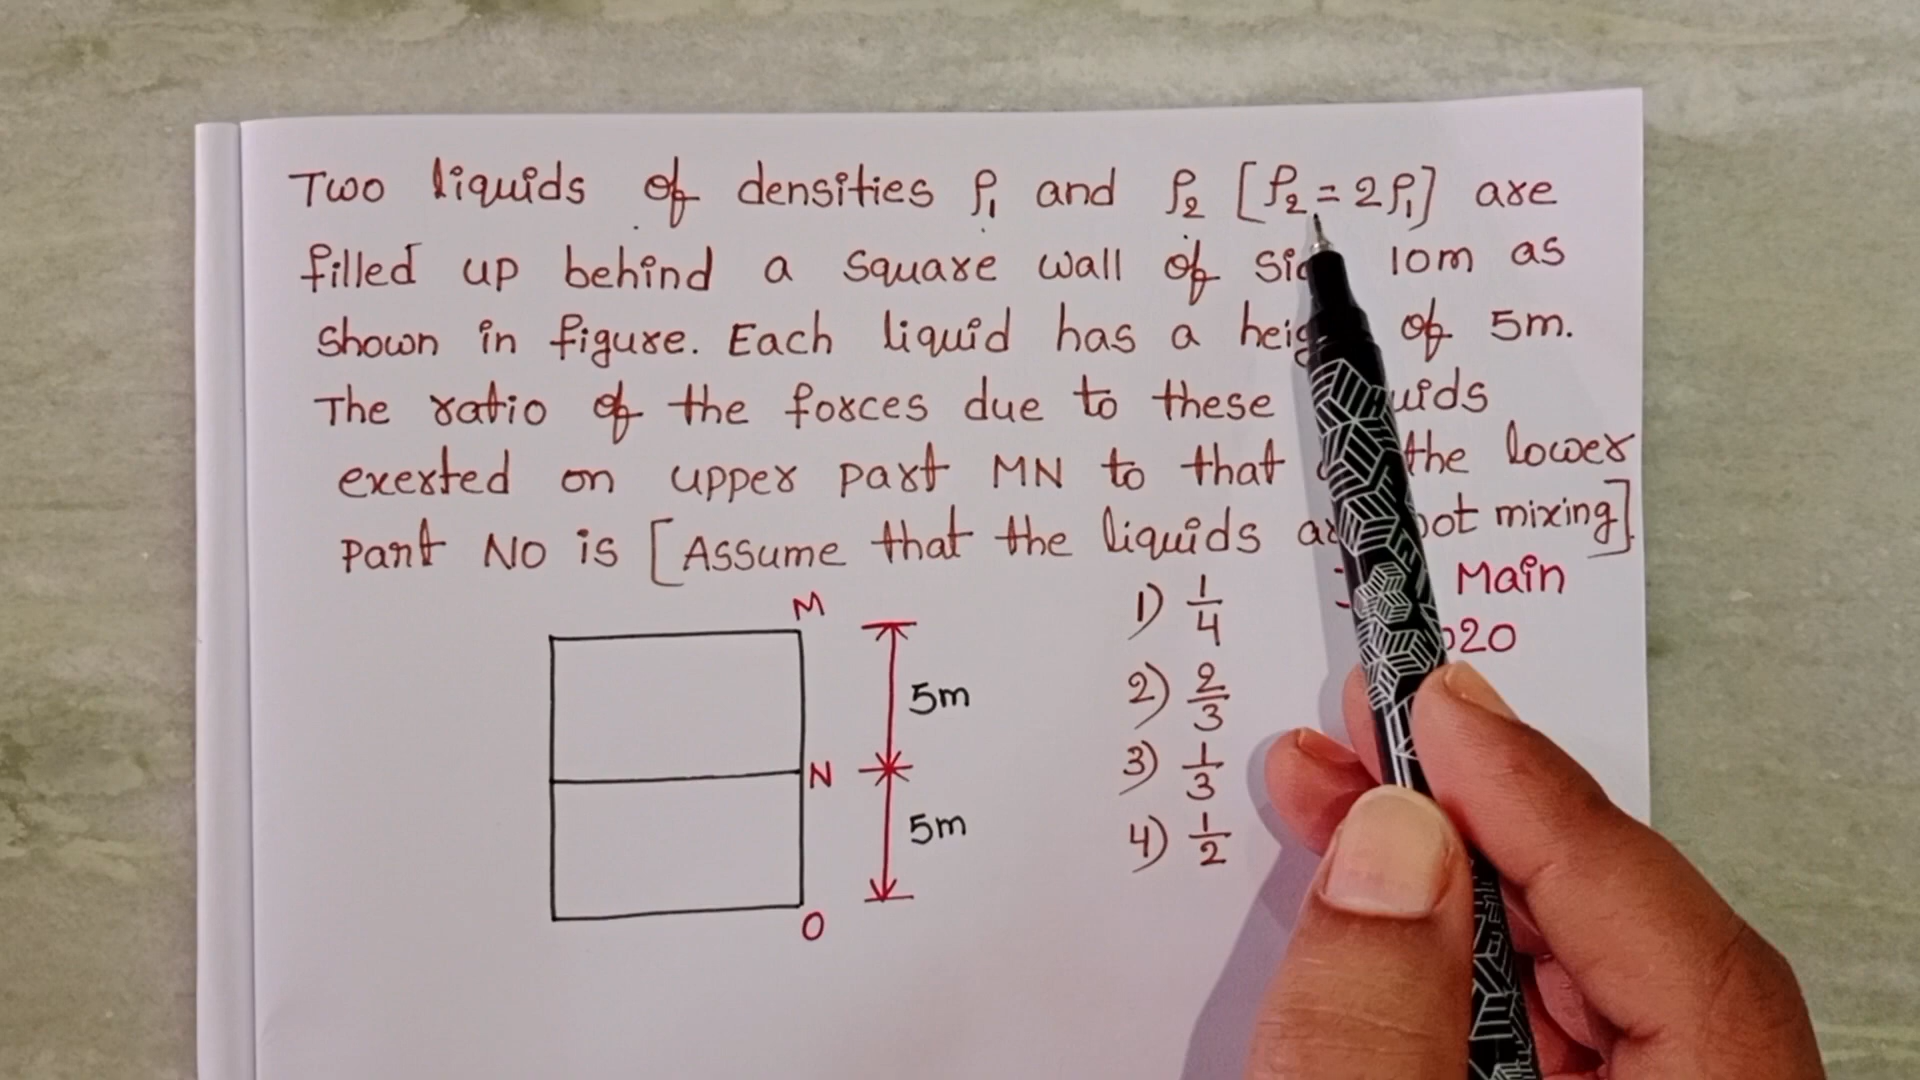 Two liquids of densities ρ₁ and ρ₂ [ρ₂ = 2ρ₁] are
filled up behind a square wall of 10m as
shown in figure. Each liquid has a of 5m.
The ratio of the forces due to these
exerted on upper part MN to that the lower
part NO is [Assume that the liquids not mixing]
Main
M
5m
N
5m
O
1) 1/4
2) 2/3
3) 1/3
4) 1/2